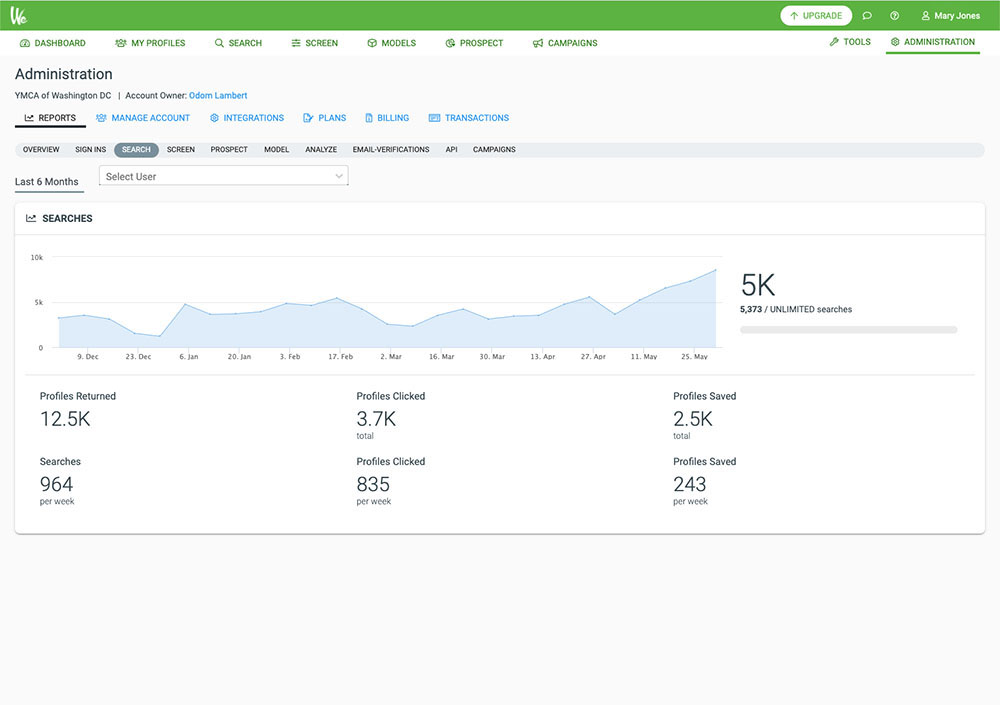 We
UPGRADE
Mary Jones
DASHBOARD MY PROFILES SEARCH SCREEN MODELS PROSPECT CAMPAIGNS TOOLS ADMINISTRATION
Administration
YMCA of Washington DC | Account Owner: Odom Lambert
REPORTS MANAGE ACCOUNT INTEGRATIONS PLANS BILLING TRANSACTIONS
OVERVIEW SIGN INS SEARCH SCREEN PROSPECT MODEL ANALYZE EMAIL-VERIFICATIONS API CAMPAIGNS
Last 6 Months Select User
SEARCHES
10k
5k
0
9. Dec 23. Dec 6. Jan 20. Jan 3. Feb 17. Feb 2. Mar 16. Mar 30. Mar 13. Apr 27. Apr 11. May 25. May
5K
5,373 / UNLIMITED searches
Profiles Returned
12.5K
Profiles Clicked
3.7K
total
Profiles Saved
2.5K
total
Searches
964
per week
Profiles Clicked
835
per week
Profiles Saved
243
per week